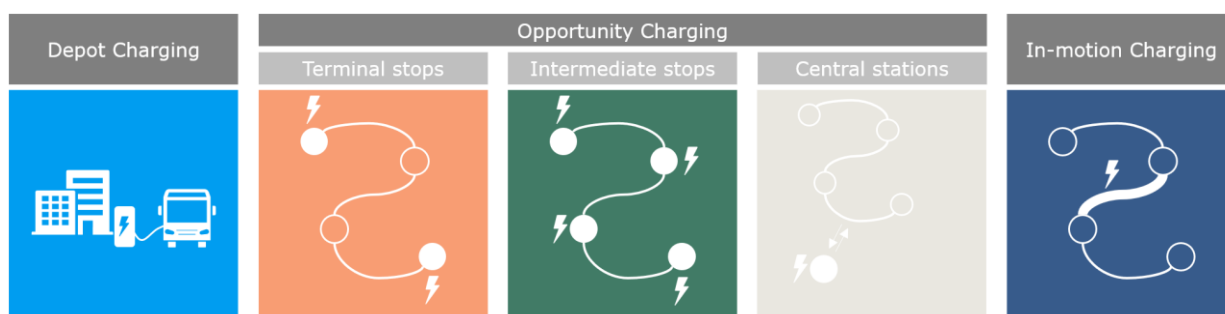 Depot Charging
Opportunity Charging
Terminal stops
Intermediate stops
Central stations
In-motion Charging